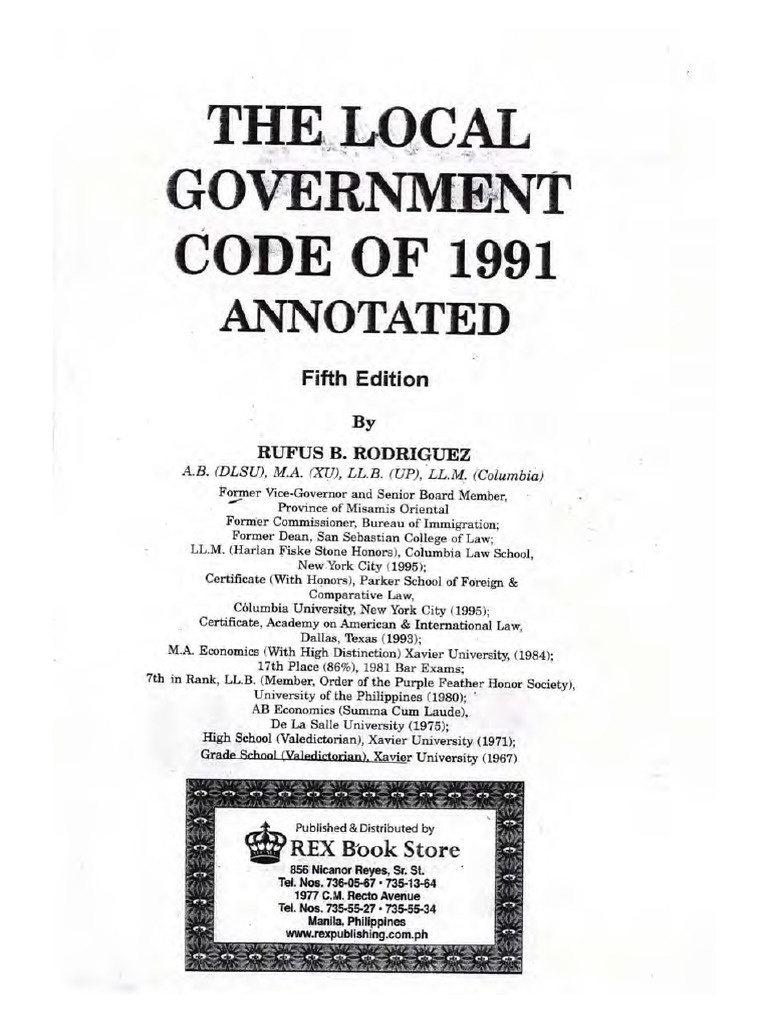 THE LOCAL
GOVERNMENT
CODE OF 1991
ANNOTATED
Fifth Edition
By
RUFUS B. RODRIGUEZ
A.B. (DLSU), M.A. (XU), LL.B. (UP), LL.M. (Columbia)
Former Vice-Governor and Senior Board Member,
Province of Misamis Oriental
Former Commissioner, Bureau of Immigration;
Former Dean, San Sebastian College of Law;
LL.M. (Harlan Fiske Stone Honors), Columbia Law School,
New York City (1995);
Certificate (With Honors), Parker School of Foreign &
Comparative Law,
Columbia University, New York City (1995);
Certificate, Academy on American & International Law,
Dallas, Texas (1993);
M.A. Economics (With High Distinction) Xavier University, (1984);
17th Place (86%), 1981 Bar Exams;
7th in Rank, LL.B. (Member, Order of the Purple Feather Honor Society),
University of the Philippines (1980);
AB Economics (Summa Cum Laude),
De La Salle University (1975);
High School (Valedictorian), Xavier University (1971);
Grade School (Valedictorian), Xavier University (1967)
Published & Distributed by
REX Book Store
856 Nicanor Reyes, Sr. St.
Tel. Nos. 736-05-67 • 735-13-64
1977 C.M. Recto Avenue
Tel. Nos. 735-55-27 • 735-55-34
Manila, Philippines
www.rexpublishing.com.ph